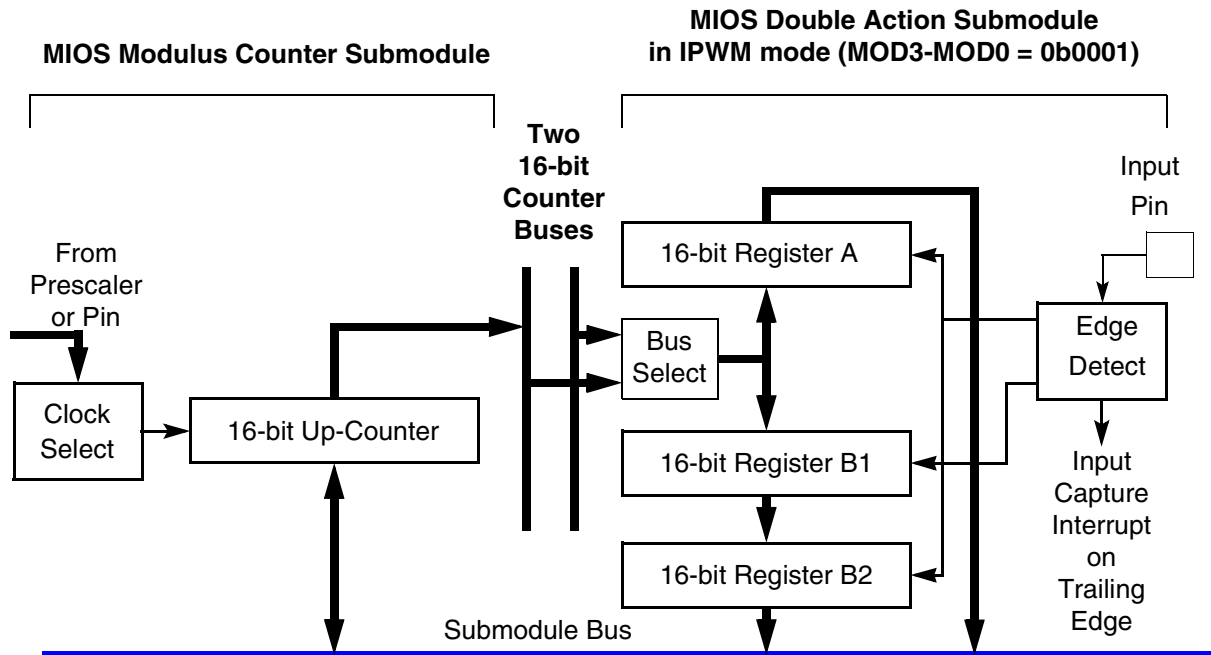 MIOS Modulus Counter Submodule
MIOS Double Action Submodule
in IPWM mode (MOD3-MOD0 = 0b0001)
Two
16-bit
Counter
Buses
Input
Pin
From
Prescaler
or Pin
16-bit Register A
Bus
Select
Edge
Detect
Clock
Select
16-bit Up-Counter
16-bit Register B1
Input
Capture
Interrupt
on
Trailing
Edge
16-bit Register B2
Submodule Bus